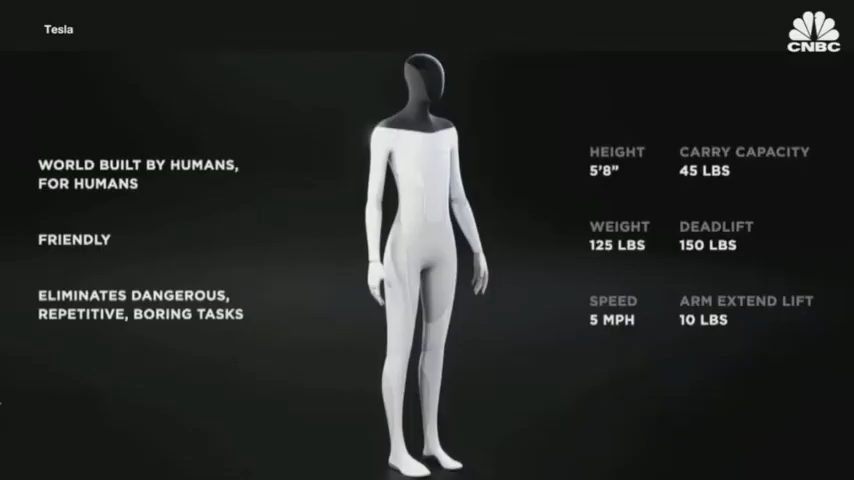 Tesla
CNBC
WORLD BUILT BY HUMANS,
FOR HUMANS
FRIENDLY
ELIMINATES DANGEROUS,
REPETITIVE, BORING TASKS
HEIGHT
5'8"
CARRY CAPACITY
45 LBS
WEIGHT
125 LBS
DEADLIFT
150 LBS
SPEED
5 MPH
ARM EXTEND LIFT
10 LBS